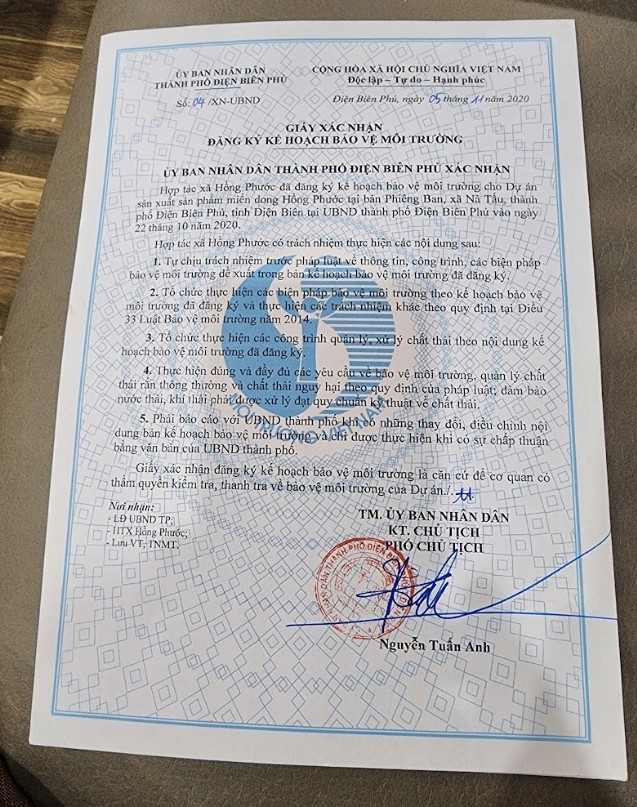 ỦY BAN NHÂN DÂN
THÀNH PHỐ ĐIỆN BIÊN PHỦ
CỘNG HÒA XÃ HỘI CHỦ NGHĨA VIỆT NAM
Độc lập – Tự do – Hạnh phúc
Số: 04 /XN-UBND
Điện Biên Phủ, ngày 05 tháng 11 năm 2020
GIẤY XÁC NHẬN
ĐĂNG KÝ KẾ HOẠCH BẢO VỆ MÔI TRƯỜNG
ỦY BAN NHÂN DÂN THÀNH PHỐ ĐIỆN BIÊN PHỦ XÁC NHẬN
Hợp tác xã Hồng Phước đã đăng ký kế hoạch bảo vệ môi trường cho Dự án
sản xuất sản phẩm miến dong Hồng Phước tại bản Phiêng Ban, xã Nà Tấu, thành
phố Điện Biên Phủ, tỉnh Điện Biên tại UBND thành phố Điện Biên Phủ vào ngày
22 tháng 10 năm 2020.
Hợp tác xã Hồng Phước có trách nhiệm thực hiện các nội dung sau:
1. Tự chịu trách nhiệm trước pháp luật về thông tin, công trình, các biện pháp
bảo vệ môi trường đề xuất trong bản kế hoạch bảo vệ môi trường đã đăng ký.
2. Tổ chức thực hiện các biện pháp bảo vệ môi trường theo kế hoạch bảo vệ
môi trường đã đăng ký và thực hiện các trách nhiệm khác theo quy định tại Điều
33 Luật Bảo vệ môi trường năm 2014.
3. Tổ chức thực hiện các công trình quản lý, xử lý chất thải theo nội dung kế
hoạch bảo vệ môi trường đã đăng ký.
4. Thực hiện đúng và đầy đủ các yêu cầu về bảo vệ môi trường, quản lý chất
thải rắn thông thường và chất thải nguy hại theo quy định của pháp luật; đảm bảo
nước thải, khí thải phải được xử lý đạt quy chuẩn kỹ thuật về chất thải.
5. Phải báo cáo với UBND thành phố khi có những thay đổi, điều chỉnh nội
dung bản kế hoạch bảo vệ môi trường và chỉ được thực hiện khi có sự chấp thuận
bằng văn bản của UBND thành phố.
Giấy xác nhận đăng ký kế hoạch bảo vệ môi trường là căn cứ để cơ quan có
thẩm quyền kiểm tra, thanh tra về bảo vệ môi trường của Dự án./.
Nơi nhận:
- LĐ UBND TP;
- HTX Hồng Phước;
- Lưu VT, TNMT.
TM. ỦY BAN NHÂN DÂN
KT. CHỦ TỊCH
PHÓ CHỦ TỊCH
Nguyễn Tuấn Anh
MÔI TRƯỜNG VIỆT NAM